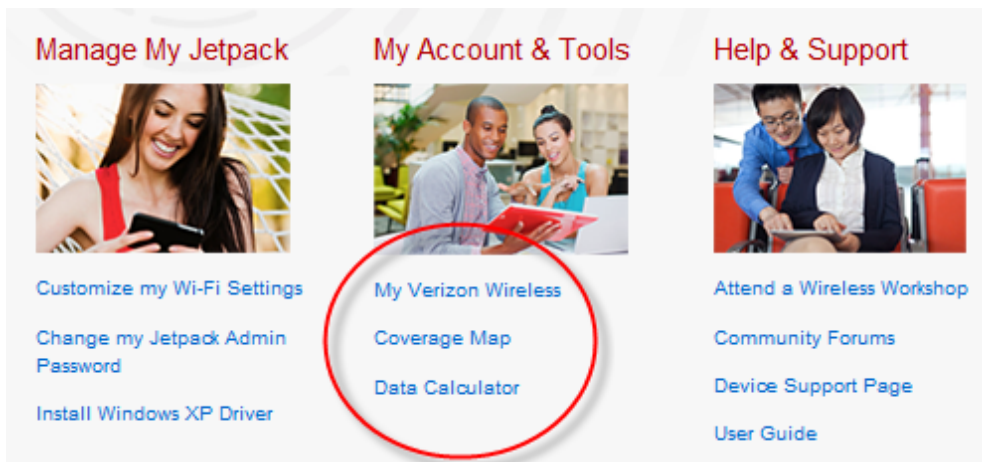 Manage My Jetpack
Customize my Wi-Fi Settings
Change my Jetpack Admin
Password
Install Windows XP Driver
My Account & Tools
My Verizon Wireless
Coverage Map
Data Calculator
Help & Support
Attend a Wireless Workshop
Community Forums
Device Support Page
User Guide